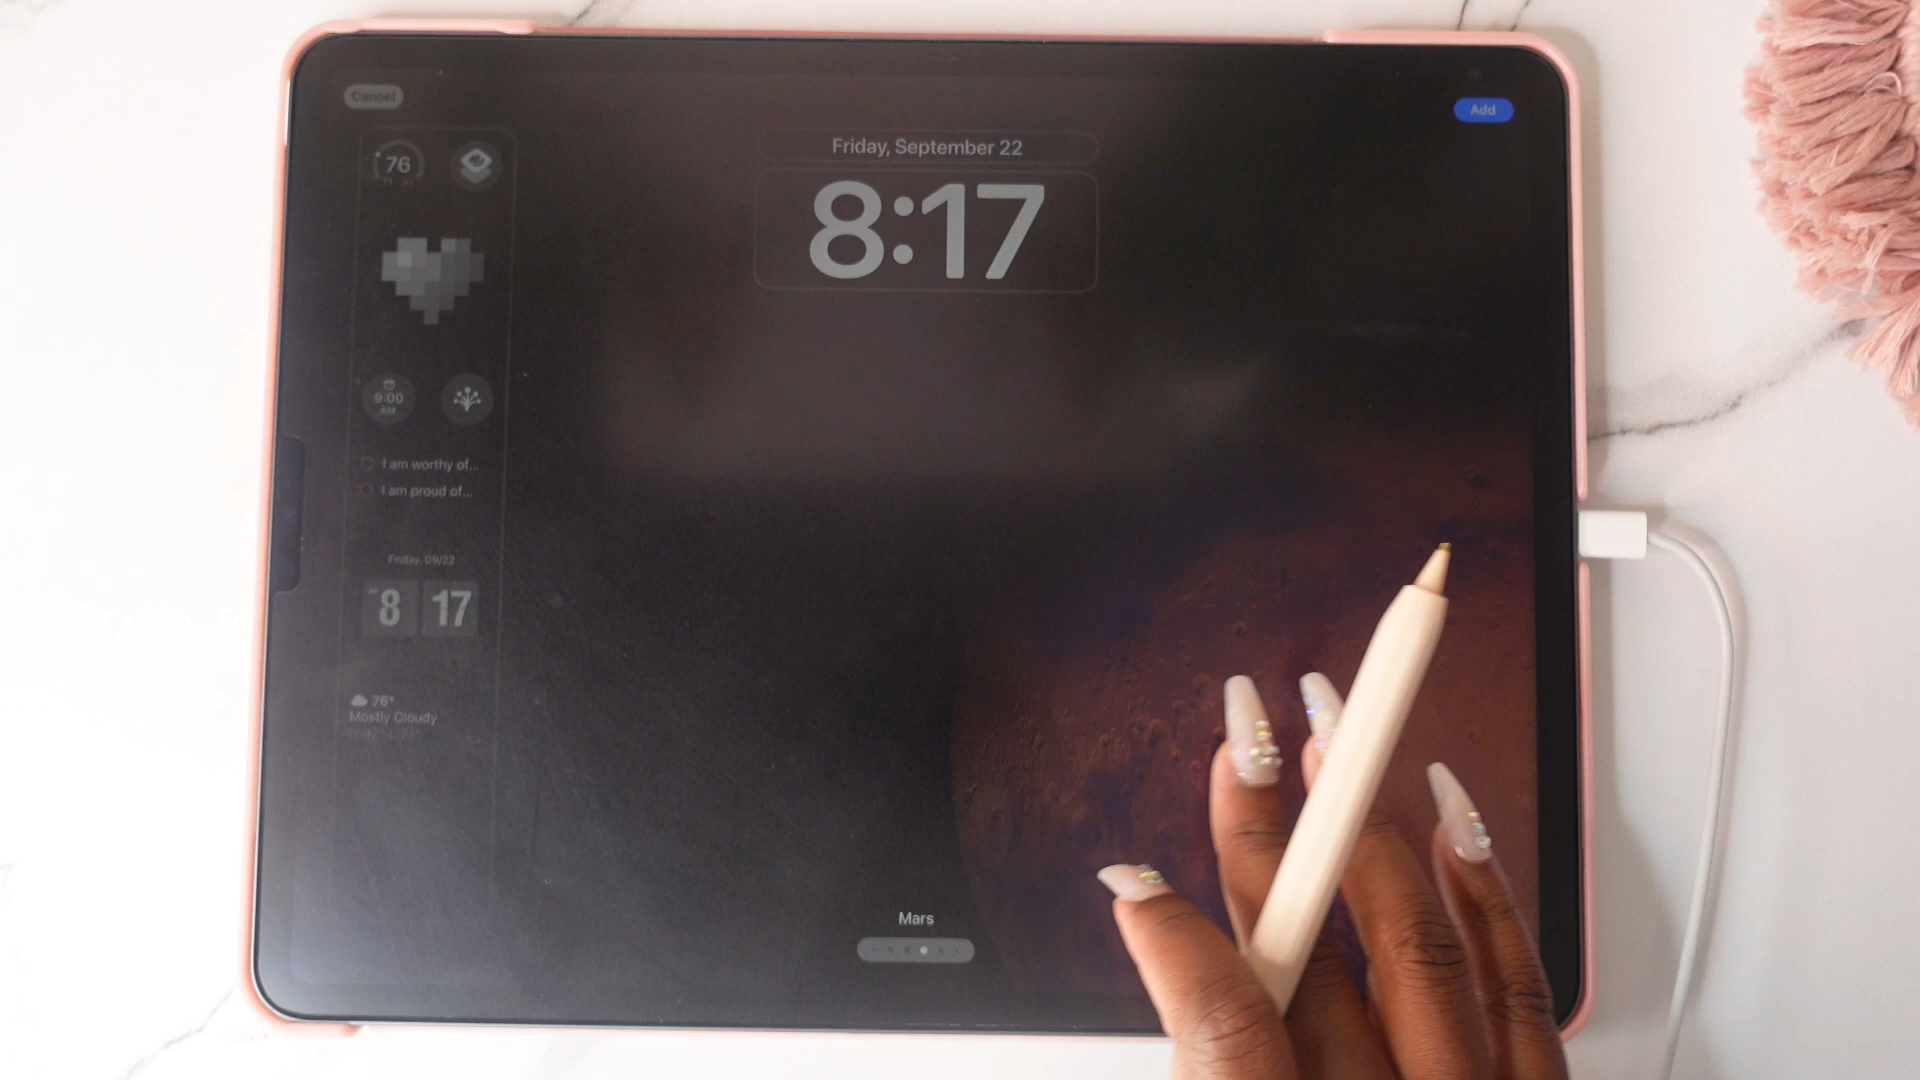 Cancel
Add
Friday, September 22
8:17
76
9:00
AM
I am worthy of...
I am proud of...
Friday, 09/22
8 17
76°
Mostly Cloudy
Mars